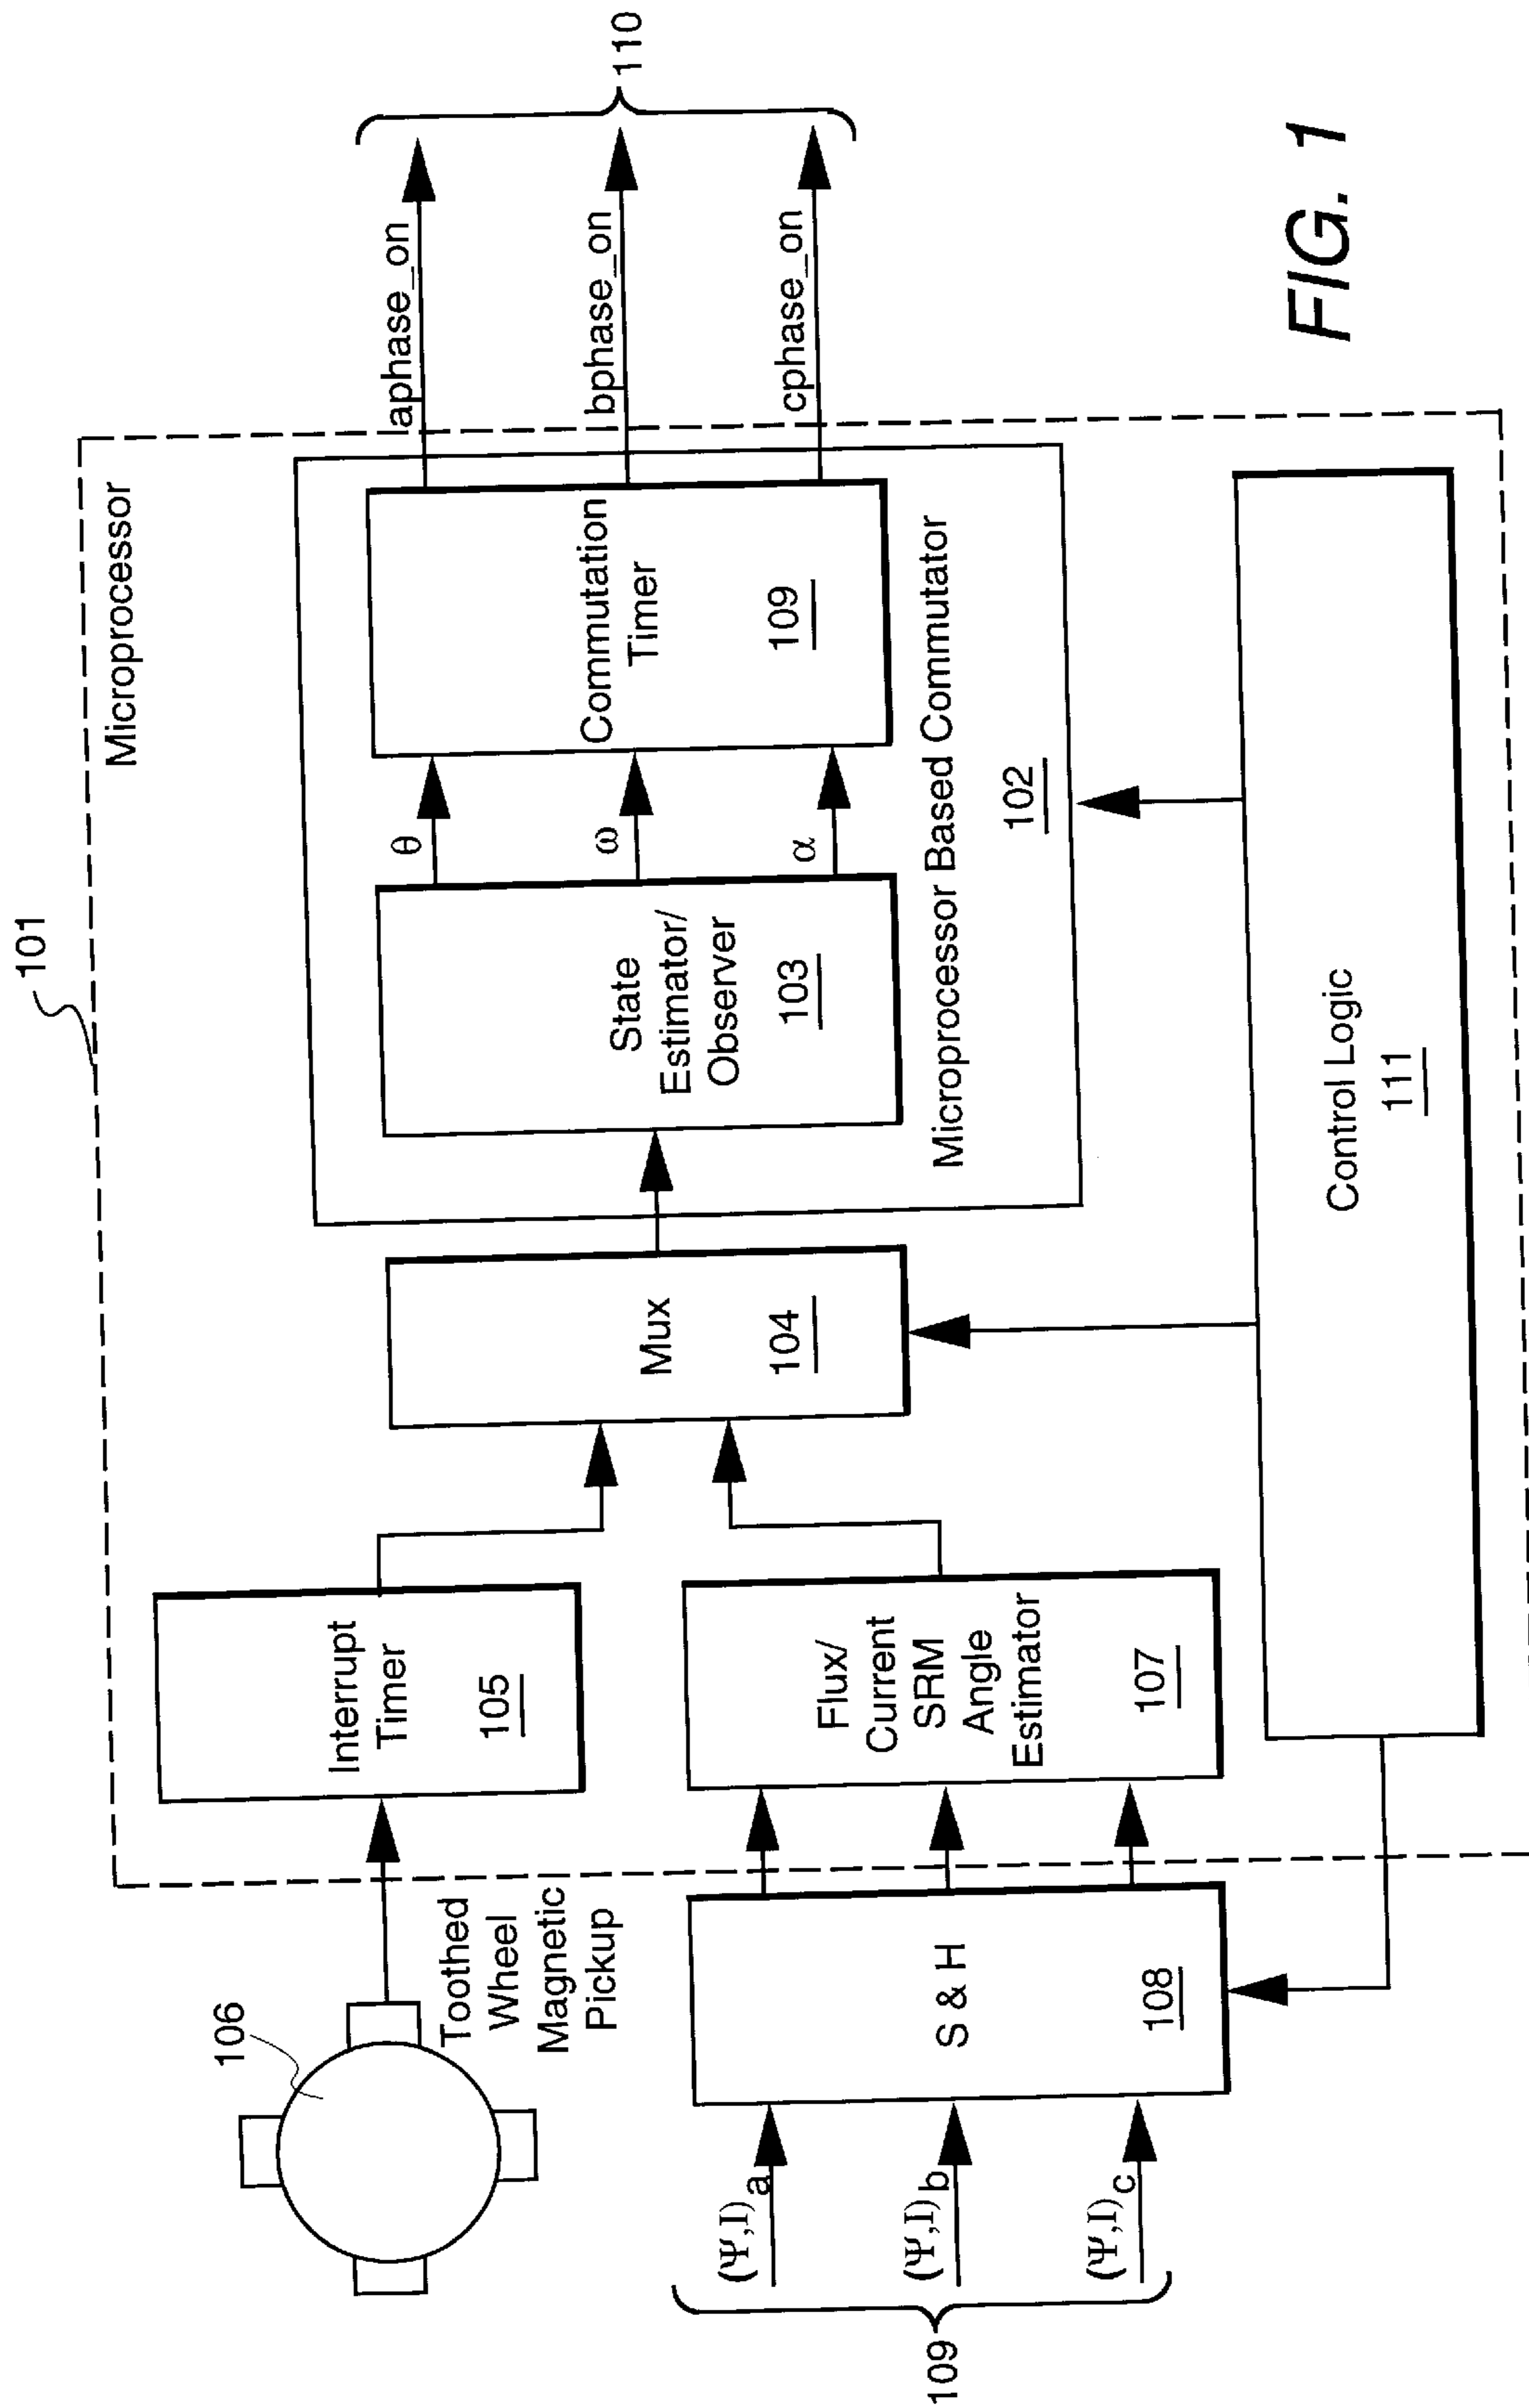 101
Microprocessor
106
Toothed
Wheel
Magnetic
Pickup
Interrupt
Timer
105
109
(Ψ,I)a
(Ψ,I)b
(Ψ,I)c
S & H
108
Flux/
Current
SRM
Angle
Estimator
107
Mux
104
State
Estimator/
Observer
103
θ
ω
α
Commutation
Timer
109
Microprocessor Based Commutator
102
aphase_on
bphase_on
cphase_on
110
Control Logic
111
FIG. 1